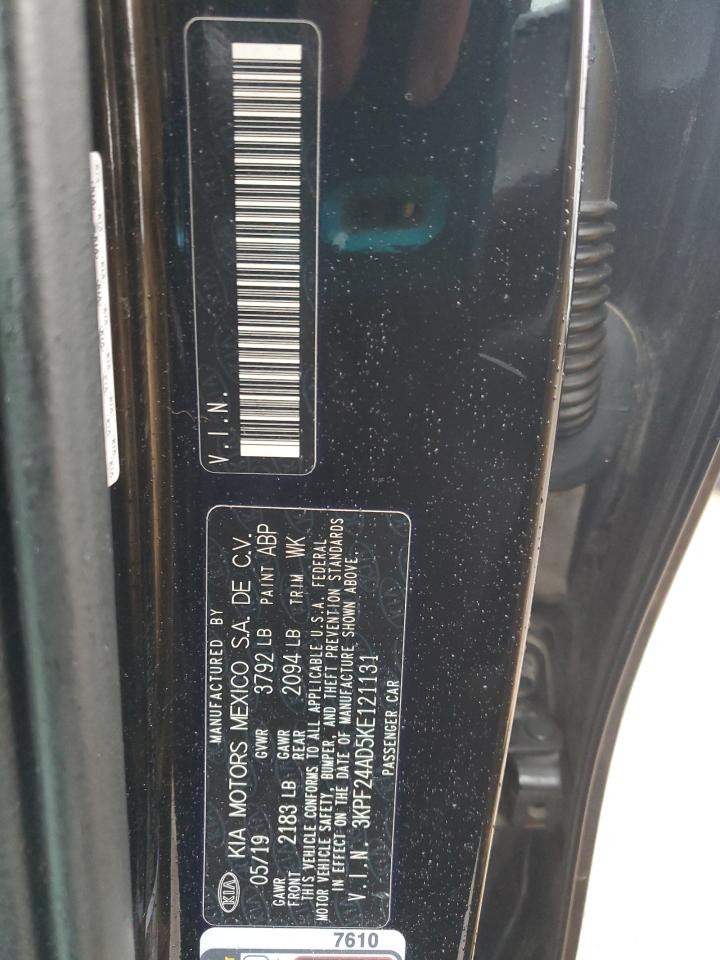 V.I.N.
MANUFACTURED BY
KIA KIA MOTORS MEXICO S.A. DE C.V.
05/19 GVWR 3792 LB PAINT ABP
GAWR FRONT 2183 LB GAWR REAR 2094 LB TRIM WK
THIS VEHICLE CONFORMS TO ALL APPLICABLE U.S.A. FEDERAL
MOTOR VEHICLE SAFETY, BUMPER, AND THEFT PREVENTION STANDARDS
IN EFFECT ON THE DATE OF MANUFACTURE SHOWN ABOVE.
V.I.N. 3KPF24AD5KE121131
PASSENGER CAR
7610